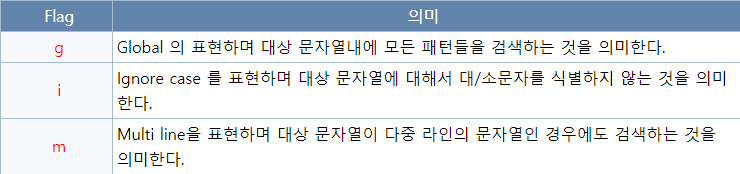 Flag 의미
g Global 의 표현하며 대상 문자열내에 모든 패턴들을 검색하는 것을 의미한다.
i Ignore case 를 표현하며 대상 문자열에 대해서 대/소문자를 식별하지 않는 것을 의미
한다.
m Multi line을 표현하며 대상 문자열이 다중 라인의 문자열인 경우에도 검색하는 것을
의미한다.